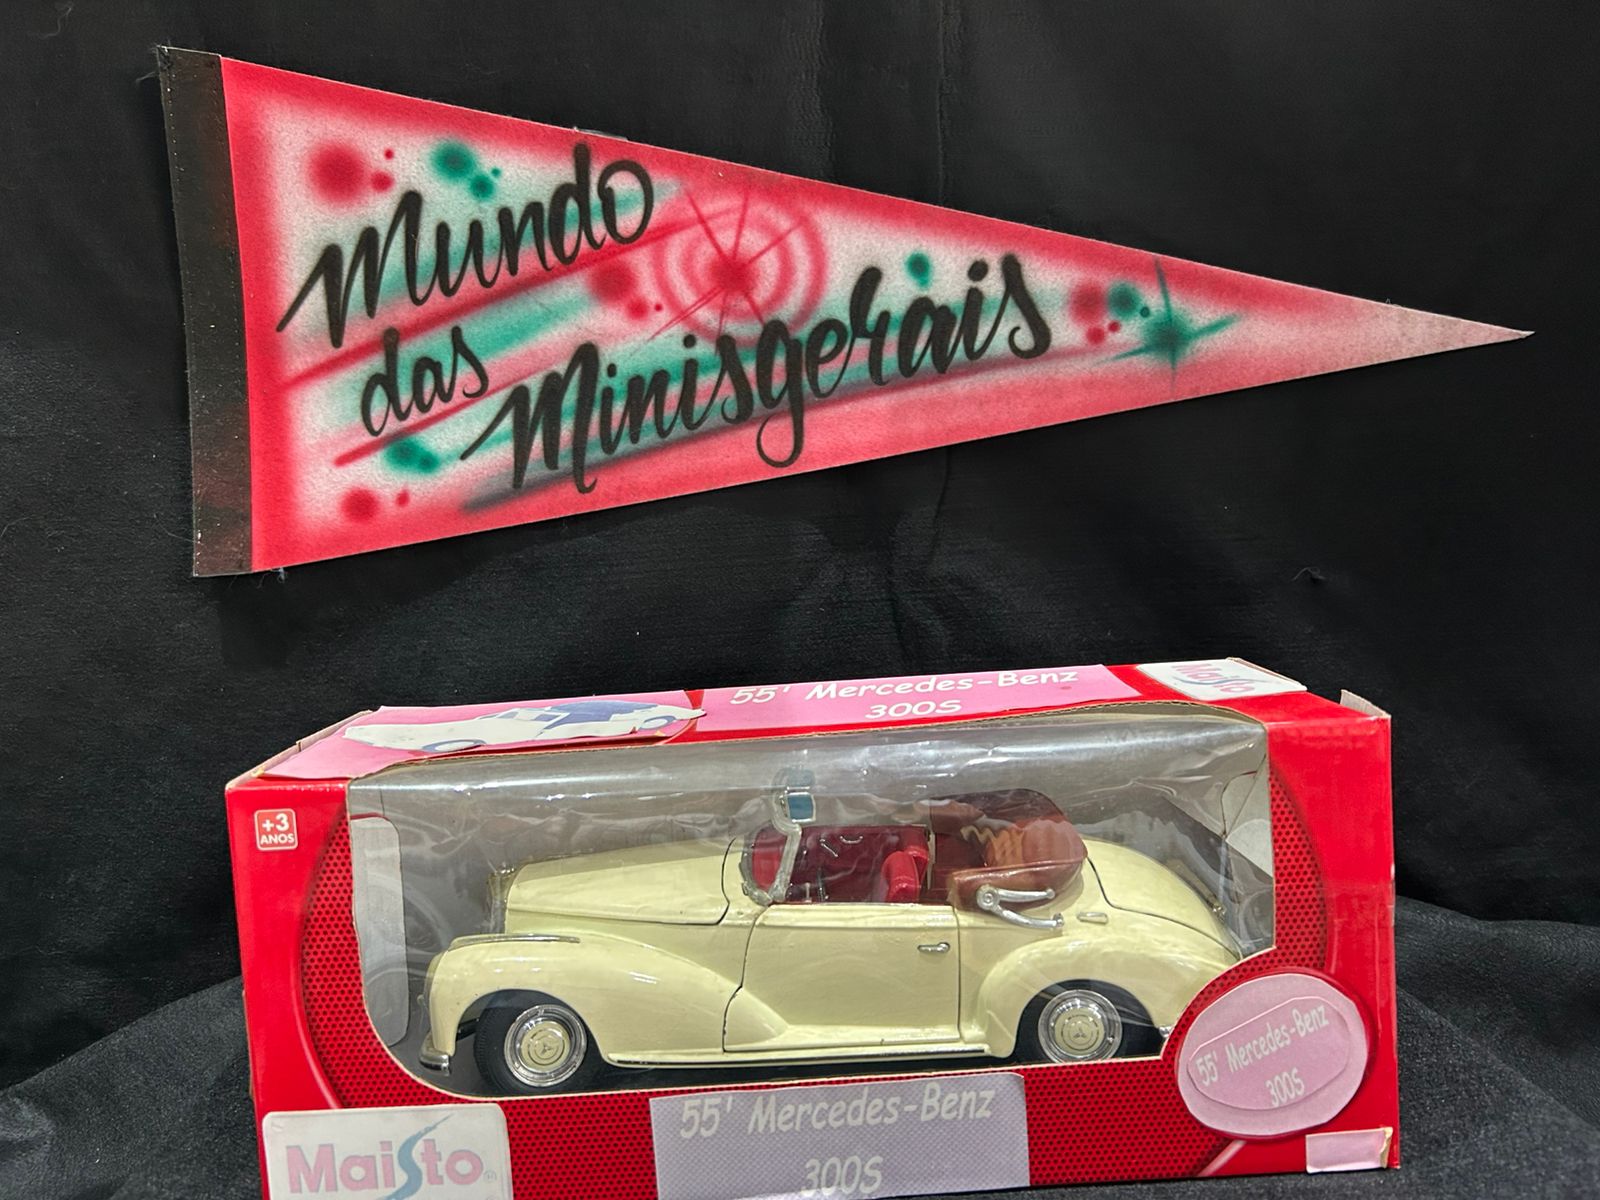 Mundo
das Minisgerais
55' Mercedes-Benz
300S
Maisto
+3
ANOS
55' Mercedes-Benz
300S
Maisto
55' Mercedes-Benz
300S